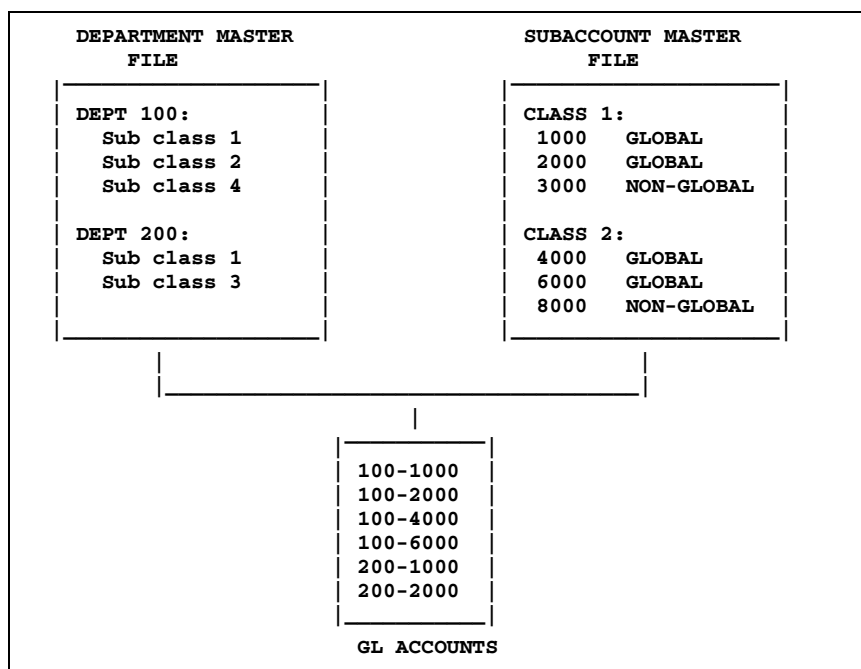 DEPARTMENT MASTER
FILE
DEPT 100:
Sub class 1
Sub class 2
Sub class 4
DEPT 200:
Sub class 1
Sub class 3
SUBACCOUNT MASTER
FILE
CLASS 1:
1000 GLOBAL
2000 GLOBAL
3000 NON-GLOBAL
CLASS 2:
4000 GLOBAL
6000 GLOBAL
8000 NON-GLOBAL
100-1000
100-2000
100-4000
100-6000
200-1000
200-2000
GL ACCOUNTS